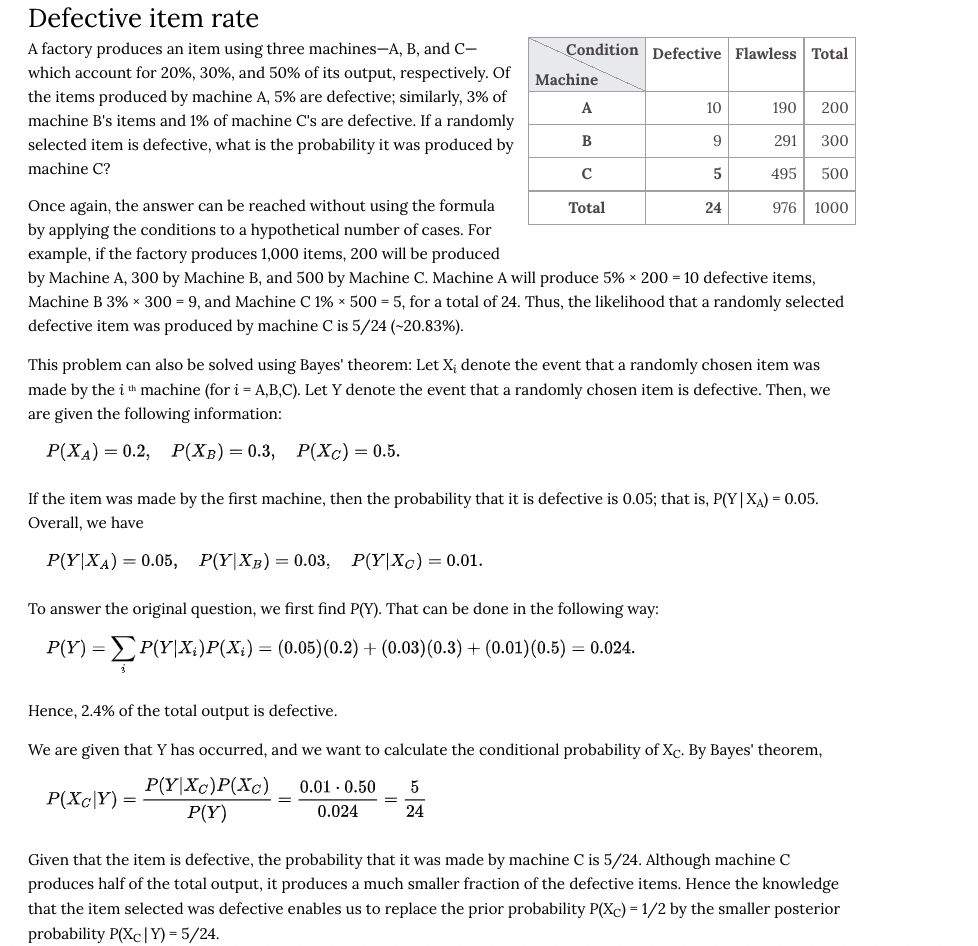 Defective item rate
A factory produces an item using three machines—A, B, and C—
which account for 20%, 30%, and 50% of its output, respectively. Of
the items produced by machine A, 5% are defective; similarly, 3% of
machine B's items and 1% of machine C's are defective. If a randomly
selected item is defective, what is the probability it was produced by
machine C?
Condition Defective Flawless Total
Machine
A 10 190 200
B 9 291 300
C 5 495 500
Total 24 976 1000
Once again, the answer can be reached without using the formula
by applying the conditions to a hypothetical number of cases. For
example, if the factory produces 1,000 items, 200 will be produced
by Machine A, 300 by Machine B, and 500 by Machine C. Machine A will produce 5% × 200 = 10 defective items,
Machine B 3% × 300 = 9, and Machine C 1% × 500 = 5, for a total of 24. Thus, the likelihood that a randomly selected
defective item was produced by machine C is 5/24 (~20.83%).
This problem can also be solved using Bayes' theorem: Let X_i denote the event that a randomly chosen item was
made by the i ᵗʰ machine (for i = A,B,C). Let Y denote the event that a randomly chosen item is defective. Then, we
are given the following information:
P(X_A) = 0.2, P(X_B) = 0.3, P(X_C) = 0.5.
If the item was made by the first machine, then the probability that it is defective is 0.05; that is, P(Y | X_A) = 0.05.
Overall, we have
P(Y|X_A) = 0.05, P(Y|X_B) = 0.03, P(Y|X_C) = 0.01.
To answer the original question, we first find P(Y). That can be done in the following way:
P(Y) = ∑_i P(Y|X_i)P(X_i) = (0.05)(0.2) + (0.03)(0.3) + (0.01)(0.5) = 0.024.
Hence, 2.4% of the total output is defective.
We are given that Y has occurred, and we want to calculate the conditional probability of X_C. By Bayes' theorem,
P(X_C|Y) = P(Y|X_C)P(X_C) / P(Y) = 0.01 · 0.50 / 0.024 = 5 / 24
Given that the item is defective, the probability that it was made by machine C is 5/24. Although machine C
produces half of the total output, it produces a much smaller fraction of the defective items. Hence the knowledge
that the item selected was defective enables us to replace the prior probability P(X_C) = 1/2 by the smaller posterior
probability P(X_C | Y) = 5/24.